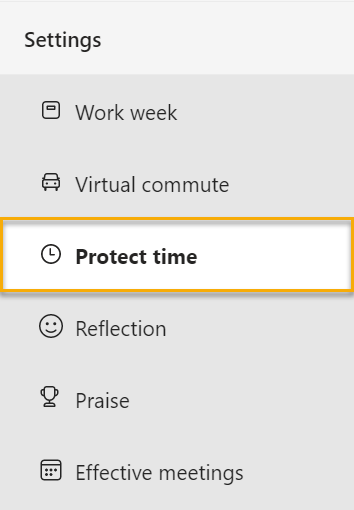 Settings
Work week
Virtual commute
Protect time
Reflection
Praise
Effective meetings